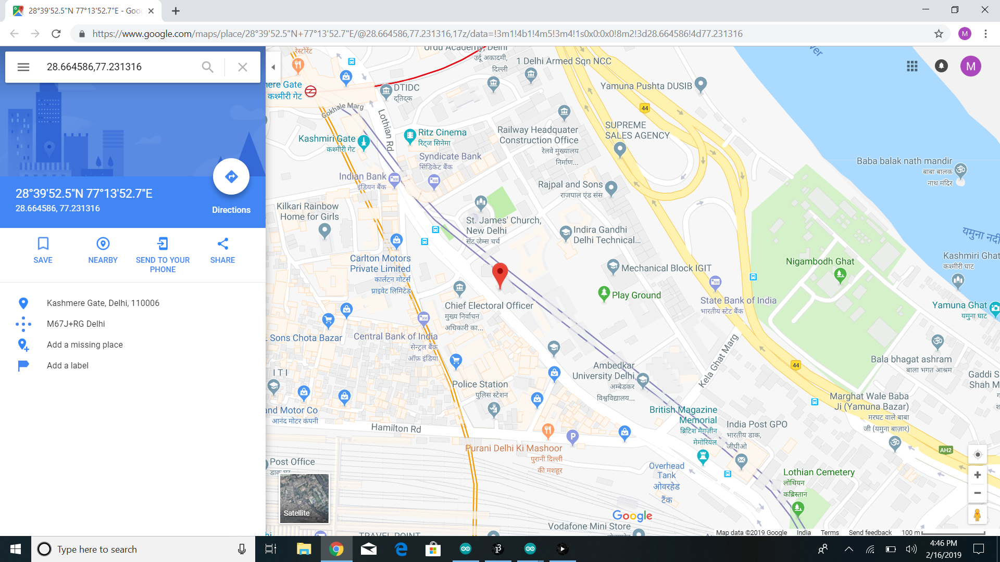 28°39'52.5"N 77°13'52.7"E - Goo
https://www.google.com/maps/place/28°39'52.5"N+77°13'52.7"E/@28.664586,77.231316,17z/data=!3m1!4b1!4m5!3m4!1s0x0:0x0!8m2!3d28.664586!4d77.231316
M
28.664586,77.231316
28°39'52.5"N 77°13'52.7"E
28.664586, 77.231316
Directions
SAVE
NEARBY
SEND TO YOUR
PHONE
SHARE
Kashmere Gate, Delhi, 110006
M67J+RG Delhi
Add a missing place
Add a label
रेस्टोरेंट
mere Gate
कश्मीरी गेट
Gokhale Marg
Lothian Rd
DTIDC
द्तिद्क
Urdu Academy, Delhi
उर्दू अकादमी,
दिल्ली
1 Delhi Armed Sqn NCC
Yamuna Pushta DUSIB
44
M
Kashmiri Gate
कश्मीरी गेट
Ritz Cinema
रिट्ज सिनेमा
Railway Headquater
Construction Office
रेलवे मुख्यालय
निर्माण...
SUPREME
SALES AGENCY
Syndicate Bank
सिंडिकेट बैंक
Indian Bank
इंडियन बैंक
Rajpal and Sons
राजपाल एंड संस
Baba balak nath mandir
बाबा बालक
नाथ मंदिर
Kilkari Rainbow
Home for Girls
St. James' Church,
New Delhi
सेंट जेम्स चर्च
Indira Gandhi
Delhi Technical...
यमुना नदी
Carlton Motors
Private Limited
कार्लटन मोटर्स
प्राइवेट लिमिटेड
Mechanical Block IGIT
Nigambodh Ghat
Kashmiri Ghat
कश्मीरी घाट
Chief Electoral Officer
मुख्य निर्वाचन
अधिकारी का...
Play Ground
State Bank of India
भारतीय स्टेट बैंक
Yamuna Ghat
यमुना घाट
Sons Chota Bazar
Central Bank of India
सेन्ट्रल बैंक
ऑफ़ इंडिया
Kela Ghat Marg
Ambedkar
University Delhi
अम्बेडकर
विश्वविद्यालय...
44
Bala bhagat ashram
बाला भगत आश्रम
Gaddi S
Shah M
ITI
Police Station
पुलिस स्टेशन
Marghat Wale Baba
Ji (Yamuna Bazar)
मरघट वाले बाबा
जी (यमुना बाज़ार)
and Motor Co
आनंद मोटर कंपनी
British Magazine
Memorial
ब्रिटिश मैगज़ीन
मेमोरियल
India Post GPO
भारतीय डाक,
जीपीओ
Hamilton Rd
P
Purani Delhi Ki Mashoor
पुरानी दिल्ली
की मशहूर
AH2
Post Office
डाक घर
Overhead
Tank
ओवरहेड
टैंक
Lothian Cemetery
लोथियन
कब्रिस्तान
Satellite
Google
Vodafone Mini Store
TRAVEL POINT
Map data ©2019 Google India Terms Send feedback 100 m
Type here to search
4:46 PM
2/16/2019